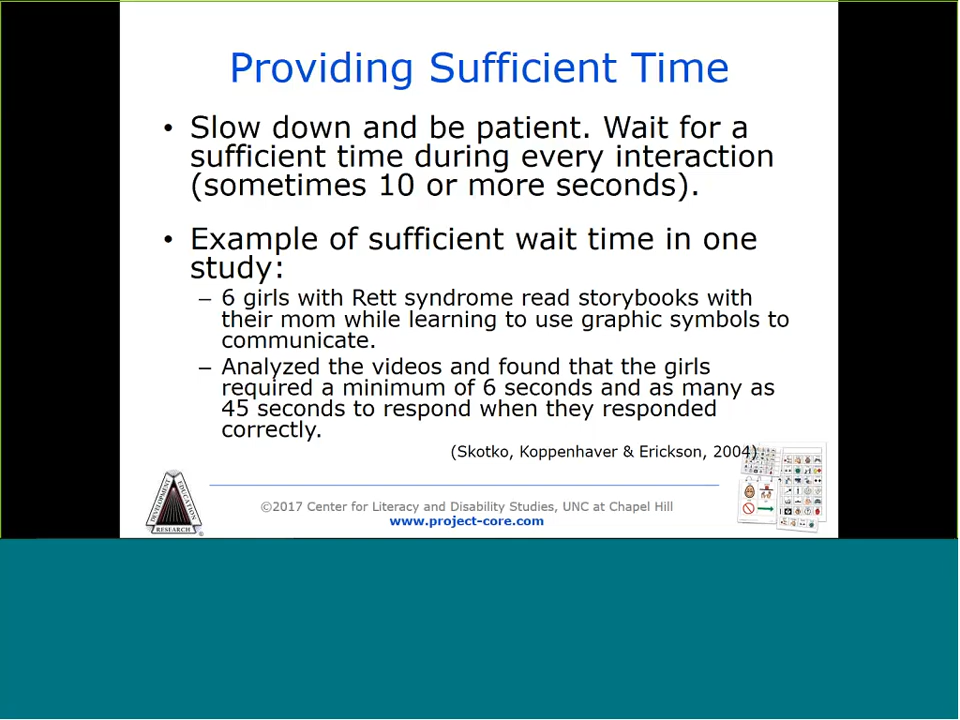 Providing Sufficient Time
• Slow down and be patient. Wait for a
sufficient time during every interaction
(sometimes 10 or more seconds).
• Example of sufficient wait time in one
study:
– 6 girls with Rett syndrome read storybooks with
their mom while learning to use graphic symbols to
communicate.
– Analyzed the videos and found that the girls
required a minimum of 6 seconds and as many as
45 seconds to respond when they responded
correctly.
(Skotko, Koppenhaver & Erickson, 2004)
DEVELOPMENT EDUCATION
RESEARCH
®
©2017 Center for Literacy and Disability Studies, UNC at Chapel Hill
www.project-core.com